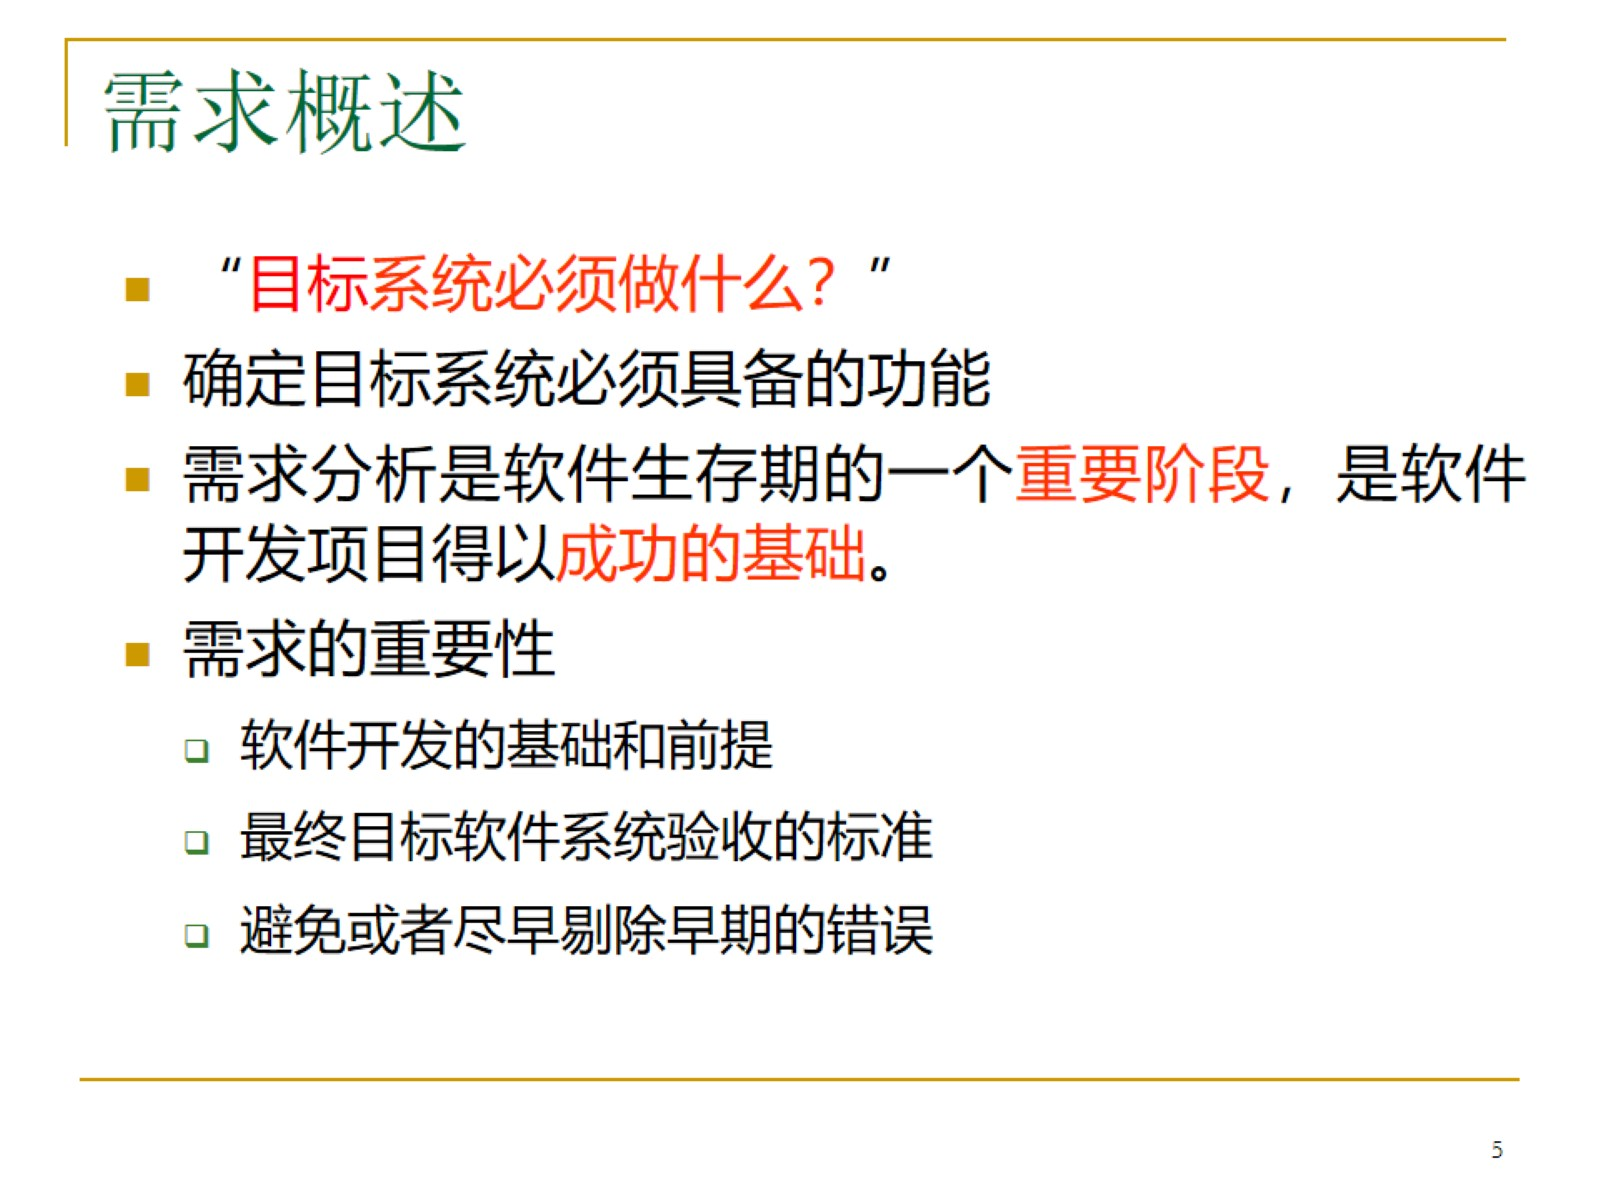 需求概述
“目标系统必须做什么？”
确定目标系统必须具备的功能
需求分析是软件生存期的一个重要阶段，是软件
开发项目得以成功的基础。
需求的重要性
软件开发的基础和前提
最终目标软件系统验收的标准
避免或者尽早剔除早期的错误
5